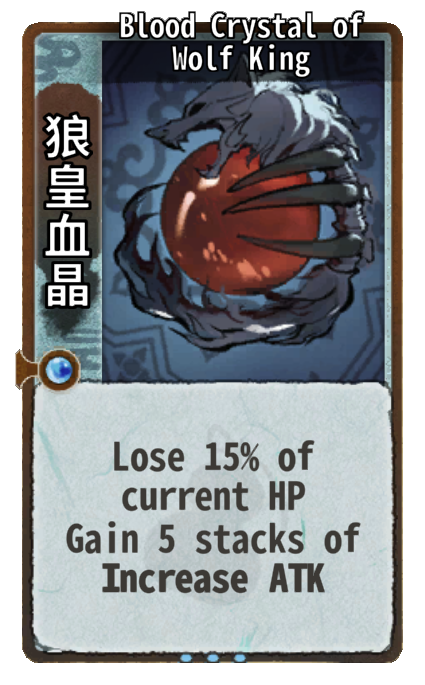 Blood Crystal of
Wolf King
狼皇血晶
Lose 15% of
current HP
Gain 5 stacks of
Increase ATK